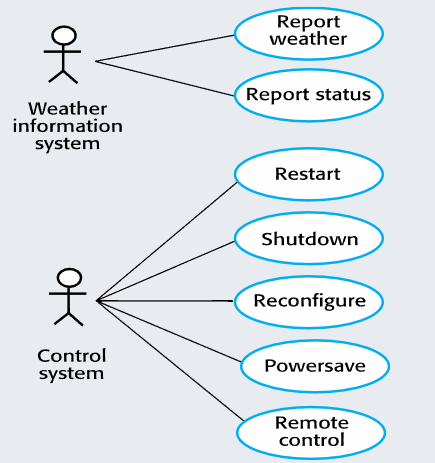 Report
weather
Report status
Weather
information
system
Restart
Shutdown
Reconfigure
Control
system
Powersave
Remote
control